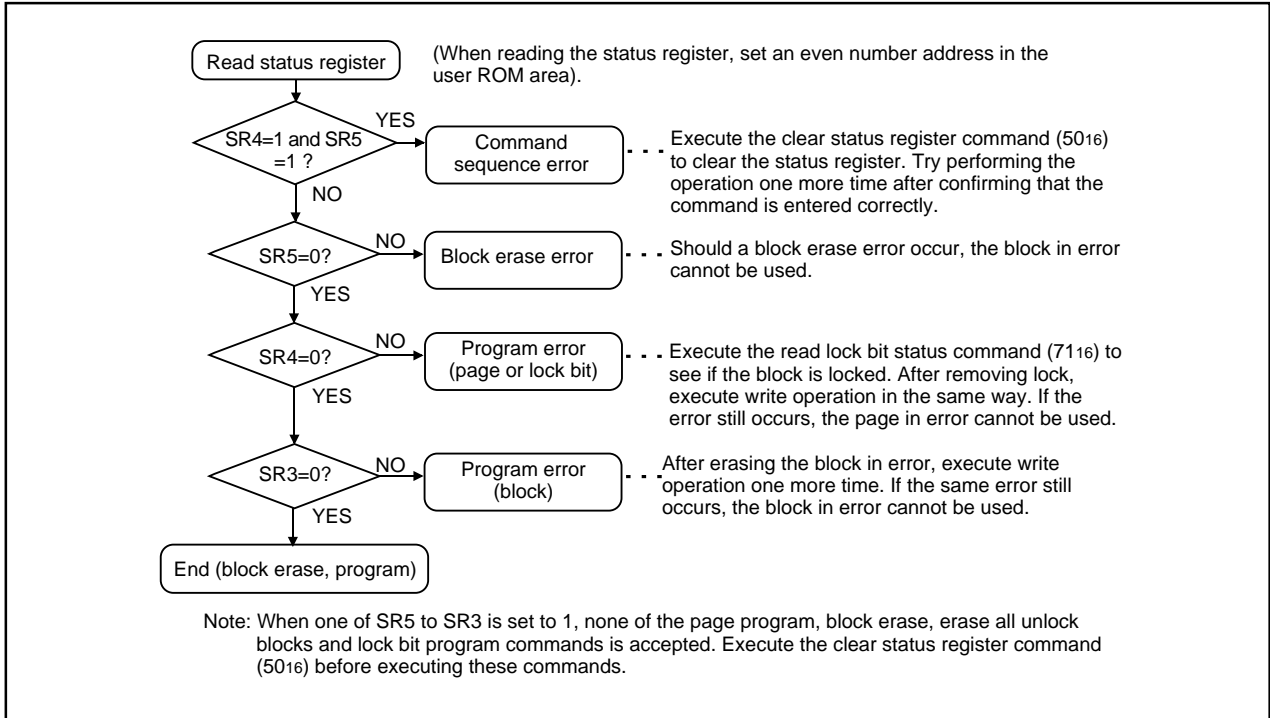 Read status register
(When reading the status register, set an even number address in the
user ROM area).
SR4=1 and SR5
=1 ?
YES
NO
Command
sequence error
Execute the clear status register command (5016)
to clear the status register. Try performing the
operation one more time after confirming that the
command is entered correctly.
SR5=0?
NO
YES
Block erase error
Should a block erase error occur, the block in error
cannot be used.
SR4=0?
NO
YES
Program error
(page or lock bit)
Execute the read lock bit status command (7116) to
see if the block is locked. After removing lock,
execute write operation in the same way. If the
error still occurs, the page in error cannot be used.
SR3=0?
NO
YES
Program error
(block)
After erasing the block in error, execute write
operation one more time. If the same error still
occurs, the block in error cannot be used.
End (block erase, program)
Note: When one of SR5 to SR3 is set to 1, none of the page program, block erase, erase all unlock
blocks and lock bit program commands is accepted. Execute the clear status register command
(5016) before executing these commands.